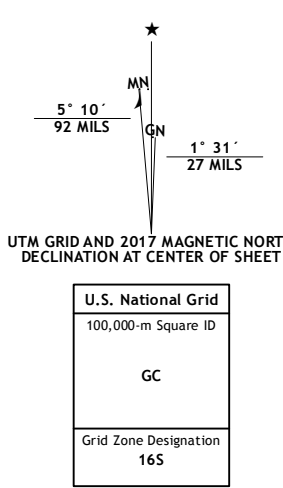 ★
MN
5° 10´
92 MILS
GN
1° 31´
27 MILS
UTM GRID AND 2017 MAGNETIC NORT
DECLINATION AT CENTER OF SHEET
U.S. National Grid
100,000-m Square ID
GC
Grid Zone Designation
16S